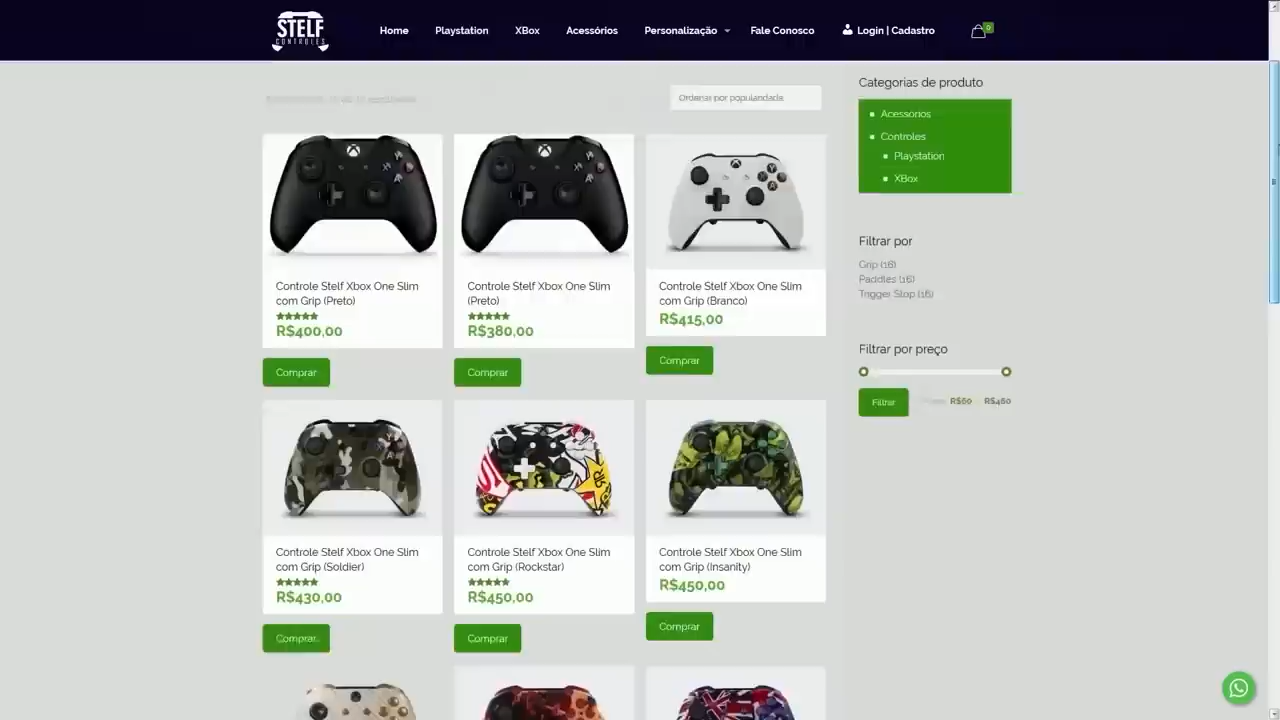 STELF
CONTROLES
Home
Playstation
XBox
Acessórios
Personalização
Fale Conosco
Login | Cadastro
0
Ordenar por popularidade
Categorias de produto
Acessórios
Controles
Playstation
XBox
Controle Stelf Xbox One Slim
com Grip (Preto)
R$400,00
Comprar
Controle Stelf Xbox One Slim
(Preto)
R$380,00
Comprar
Controle Stelf Xbox One Slim
com Grip (Branco)
R$415,00
Comprar
Filtrar por
Grip (16)
Paddles (16)
Trigger Stop (16)
Filtrar por preço
Filtrar
R$60
R$460
Controle Stelf Xbox One Slim
com Grip (Soldier)
R$430,00
Comprar
Controle Stelf Xbox One Slim
com Grip (Rockstar)
R$450,00
Comprar
Controle Stelf Xbox One Slim
com Grip (Insanity)
R$450,00
Comprar